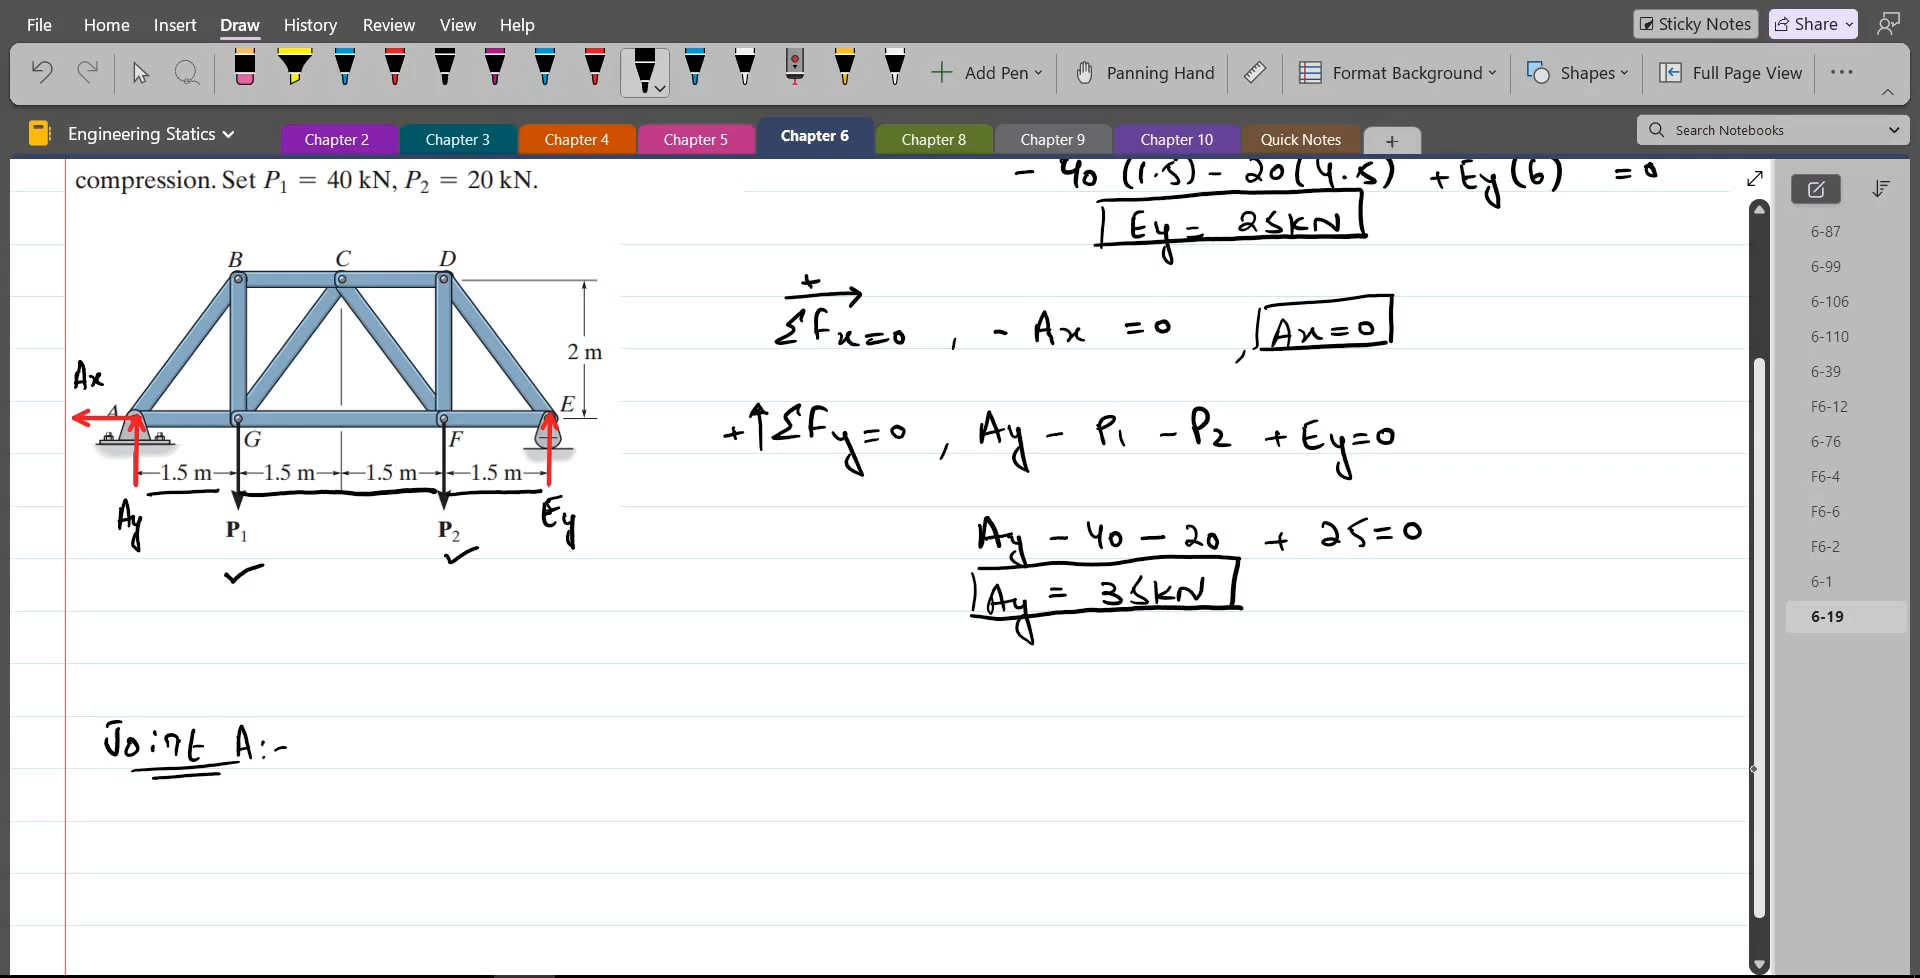 File Home Insert Draw History Review View Help
Sticky Notes Share
Add Pen Panning Hand Format Background Shapes Full Page View
Engineering Statics Chapter 2 Chapter 3 Chapter 4 Chapter 5 Chapter 6 Chapter 8 Chapter 9 Chapter 10 Quick Notes +
Search Notebooks
compression. Set P₁ = 40 kN, P₂ = 20 kN.
B C D
2 m
Ax
A
E
G F
1.5 m 1.5 m 1.5 m 1.5 m
Ay P₁ P₂ Ey
- 40 (1.5) - 20 (4.5) + Ey (6) = 0
Ey = 25 kN
+
ΣFx = 0 , - Ax = 0 , Ax = 0
+↑ΣFy = 0 , Ay - P₁ - P₂ + Ey = 0
Ay - 40 - 20 + 25 = 0
Ay = 35 kN
Joint A:-
6-87
6-99
6-106
6-110
6-39
F6-12
6-76
F6-4
F6-6
F6-2
6-1
6-19